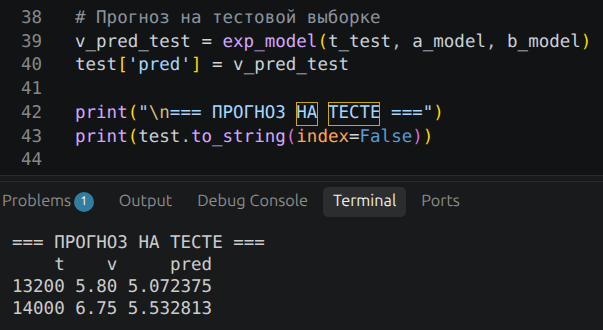 38 # Прогноз на тестовой выборке
39 v_pred_test = exp_model(t_test, a_model, b_model)
40 test['pred'] = v_pred_test
41
42 print("\n=== ПРОГНОЗ НА ТЕСТЕ ===")
43 print(test.to_string(index=False))
44
Problems 1 Output Debug Console Terminal Ports
=== ПРОГНОЗ НА ТЕСТЕ ===
t v pred
13200 5.80 5.072375
14000 6.75 5.532813